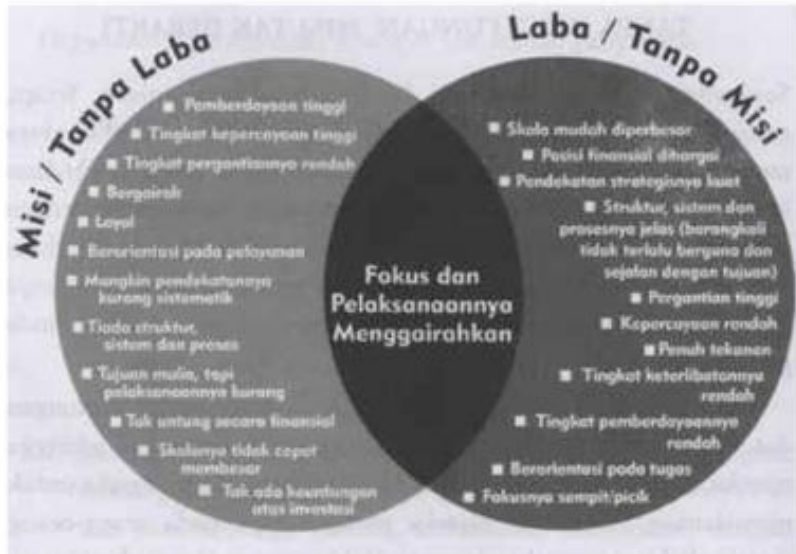 Misi / Tanpa Laba
Pemberdayaan tinggi
Tingkat kepercayaan tinggi
Tingkat pergantiannya rendah
Bergairah
Loyal
Berorientasi pada pelayanan
Mungkin pendekatannya
kurang sistematik
Tiada struktur,
sistem dan proses
Tujuan mulia, tapi
pelaksanaannya kurang
Tak untung secara finansial
Skalanya tidak cepat
membesar
Tak ada keuntungan
atas investasi
Fokus dan
Pelaksanaannya
Menggairahkan
Laba / Tanpa Misi
Skala mudah diperbesar
Posisi finansial dihargai
Pendekatan strategisnya kuat
Struktur, sistem dan
prosesnya jelas (barangkali
tidak terlalu berguna dan
sejalan dengan tujuan)
Pergantian tinggi
Kepercayaan rendah
Penuh tekanan
Tingkat keterlibatannya
rendah
Tingkat pemberdayaannya
rendah
Berorientasi pada tugas
Fokusnya sempit/picik